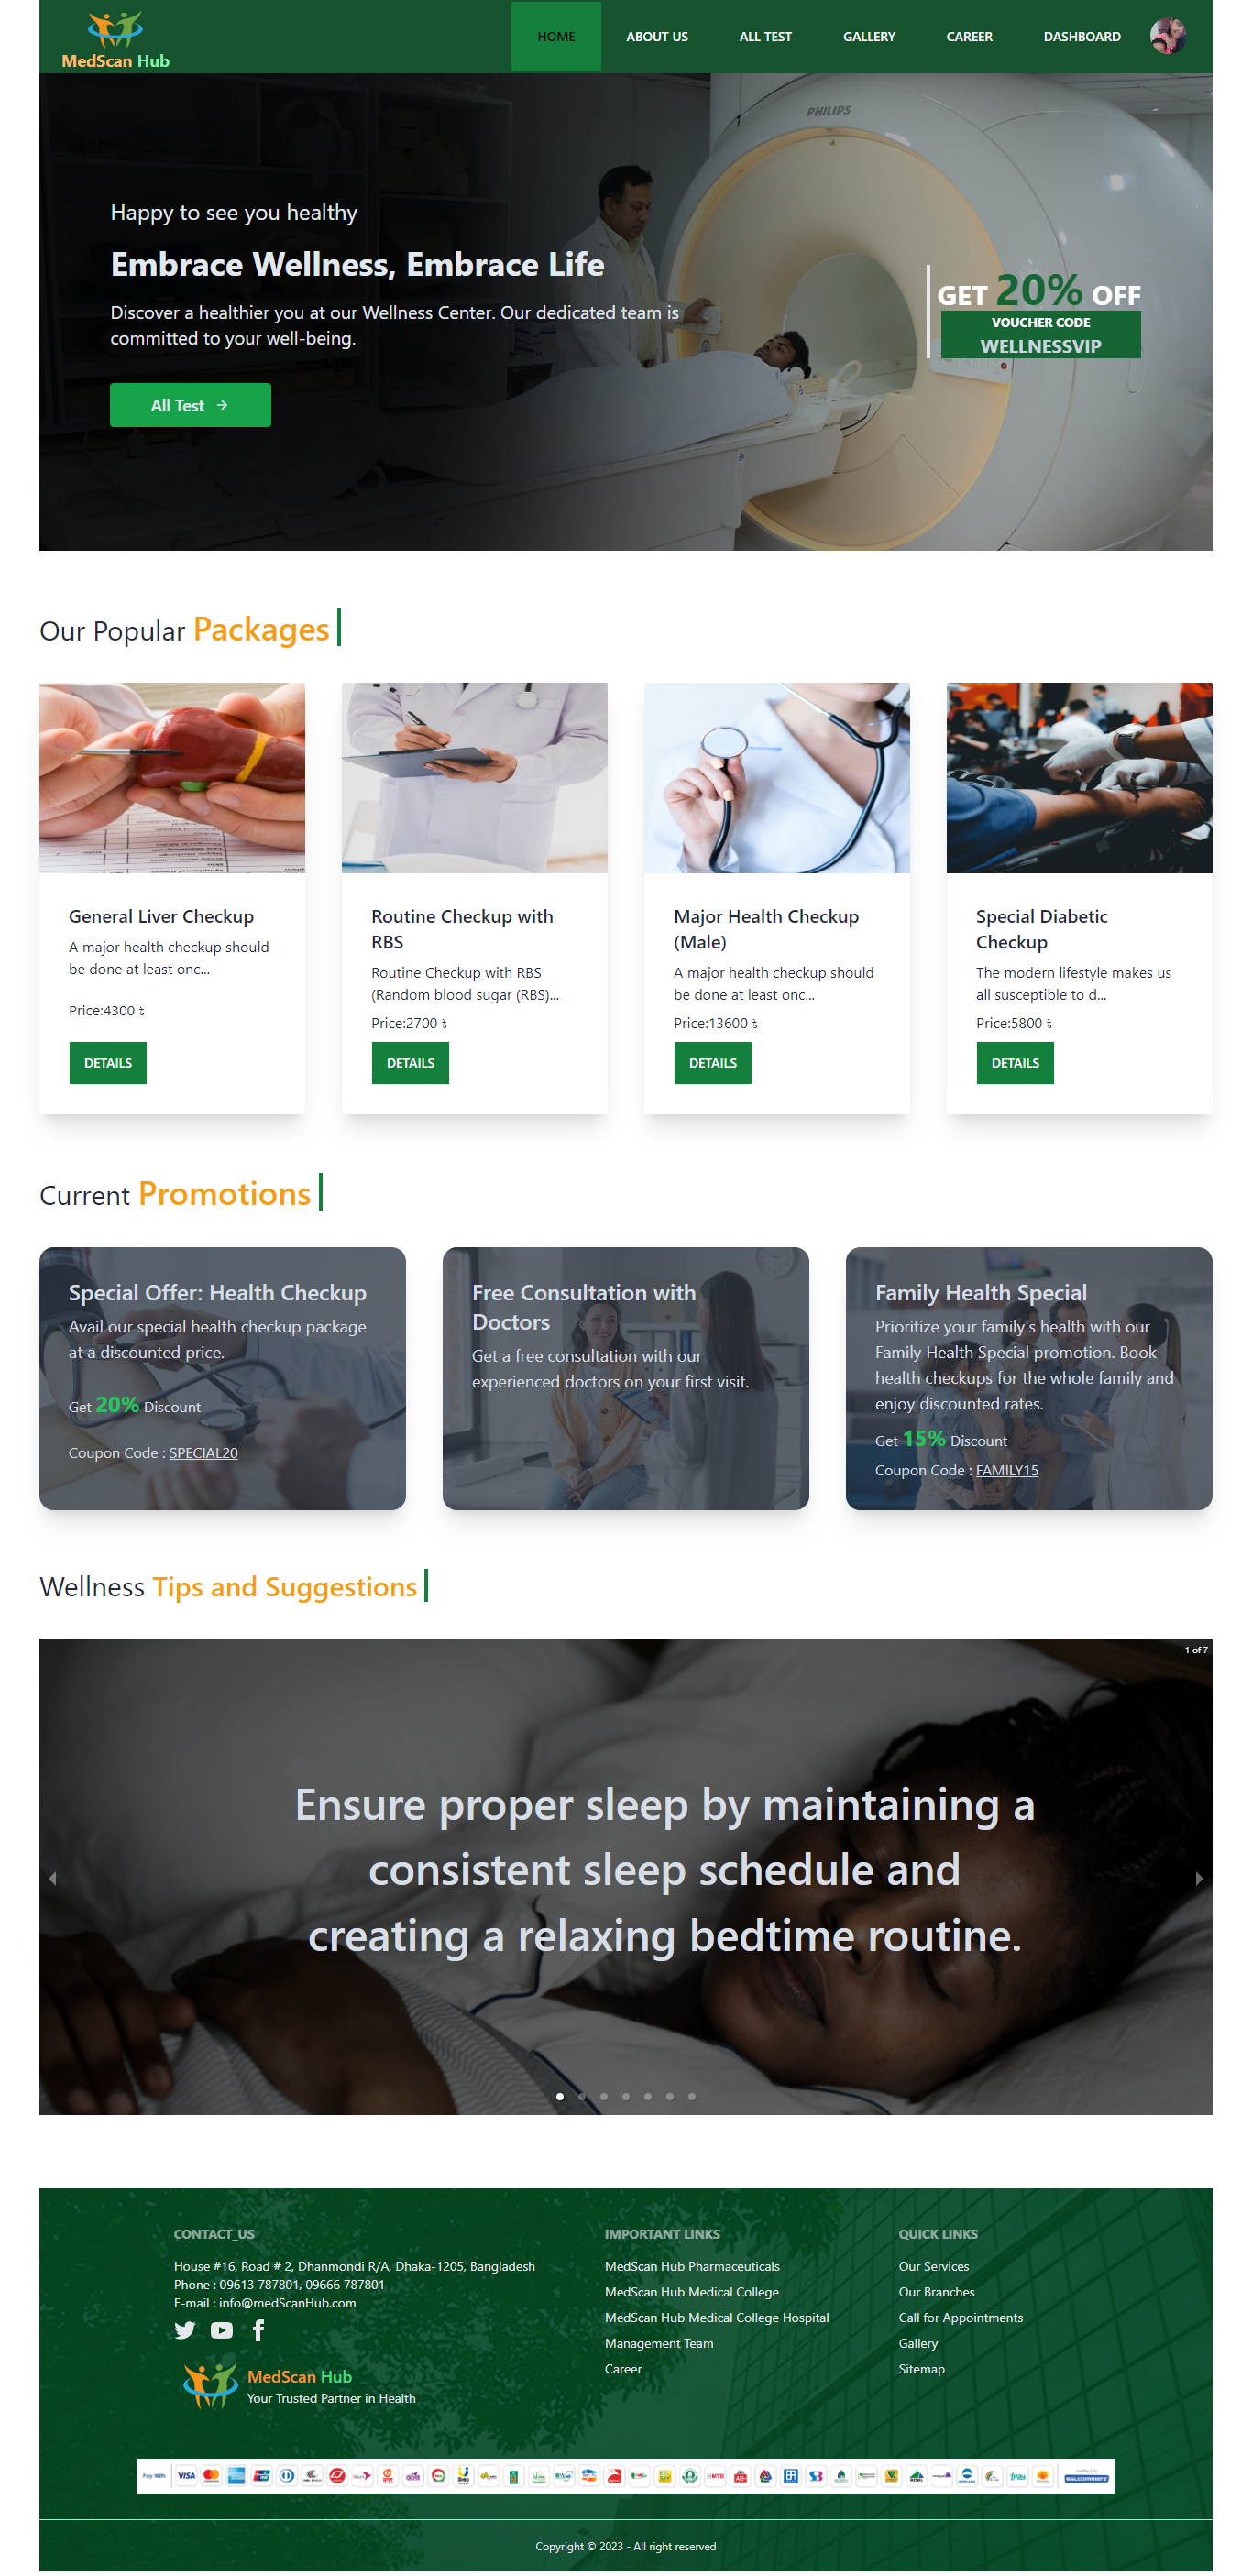 MedScan Hub
HOME
ABOUT US
ALL TEST
GALLERY
CAREER
DASHBOARD
PHILIPS
Happy to see you healthy
Embrace Wellness, Embrace Life
Discover a healthier you at our Wellness Center. Our dedicated team is
committed to your well-being.
All Test
GET 20% OFF
VOUCHER CODE
WELLNESSVIP
Our Popular Packages
General Liver Checkup
A major health checkup should
be done at least onc...
Price:4300 ৳
DETAILS
Routine Checkup with
RBS
Routine Checkup with RBS
(Random blood sugar (RBS)...
Price:2700 ৳
DETAILS
Major Health Checkup
(Male)
A major health checkup should
be done at least onc...
Price:13600 ৳
DETAILS
Special Diabetic
Checkup
The modern lifestyle makes us
all susceptible to d...
Price:5800 ৳
DETAILS
Current Promotions
Special Offer: Health Checkup
Avail our special health checkup package
at a discounted price.
Get 20% Discount
Coupon Code : SPECIAL20
Free Consultation with
Doctors
Get a free consultation with our
experienced doctors on your first visit.
Family Health Special
Prioritize your family's health with our
Family Health Special promotion. Book
health checkups for the whole family and
enjoy discounted rates.
Get 15% Discount
Coupon Code : FAMILY15
Wellness Tips and Suggestions
1 of 7
Ensure proper sleep by maintaining a
consistent sleep schedule and
creating a relaxing bedtime routine.
CONTACT_US
House #16, Road # 2, Dhanmondi R/A, Dhaka-1205, Bangladesh
Phone : 09613 787801, 09666 787801
E-mail : info@medScanHub.com
MedScan Hub
Your Trusted Partner in Health
IMPORTANT LINKS
MedScan Hub Pharmaceuticals
MedScan Hub Medical College
MedScan Hub Medical College Hospital
Management Team
Career
QUICK LINKS
Our Services
Our Branches
Call for Appointments
Gallery
Sitemap
Pay With
VISA
MTB
SSLCOMMERZ
Copyright © 2023 - All right reserved